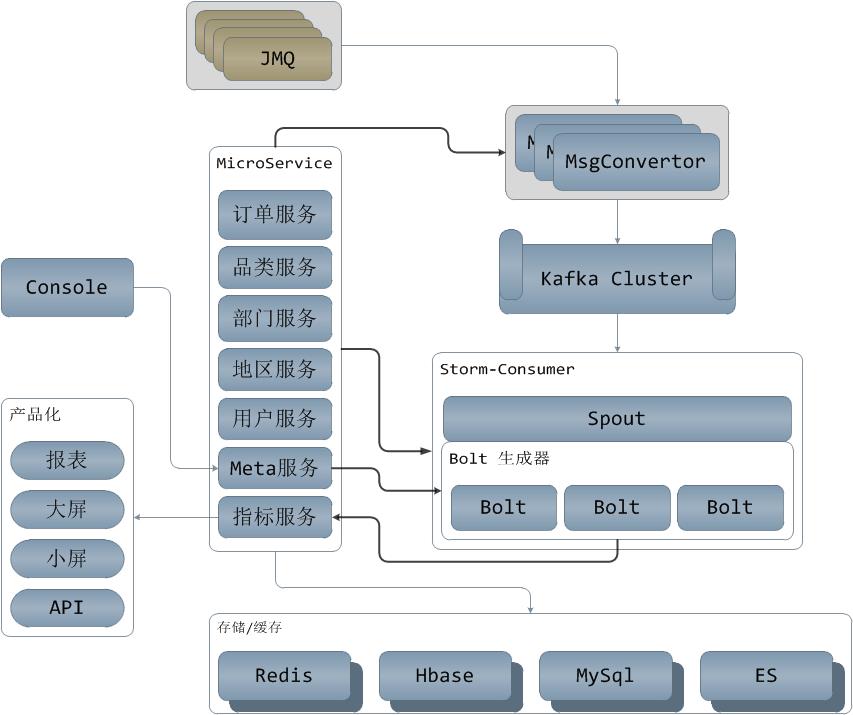 JMQ
M
M
MsgConvertor
MicroService
订单服务
品类服务
部门服务
地区服务
用户服务
Meta服务
指标服务
Console
Kafka Cluster
Storm-Consumer
Spout
Bolt 生成器
Bolt
Bolt
Bolt
产品化
报表
大屏
小屏
API
存储/缓存
Redis
Hbase
MySql
ES